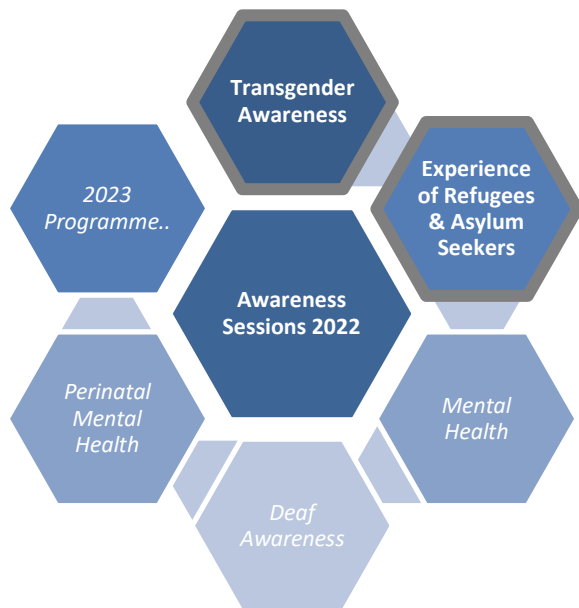 Transgender
Awareness
Experience
of Refugees
& Asylum
Seekers
2023
Programme..
Awareness
Sessions 2022
Perinatal
Mental
Health
Mental
Health
Deaf
Awareness